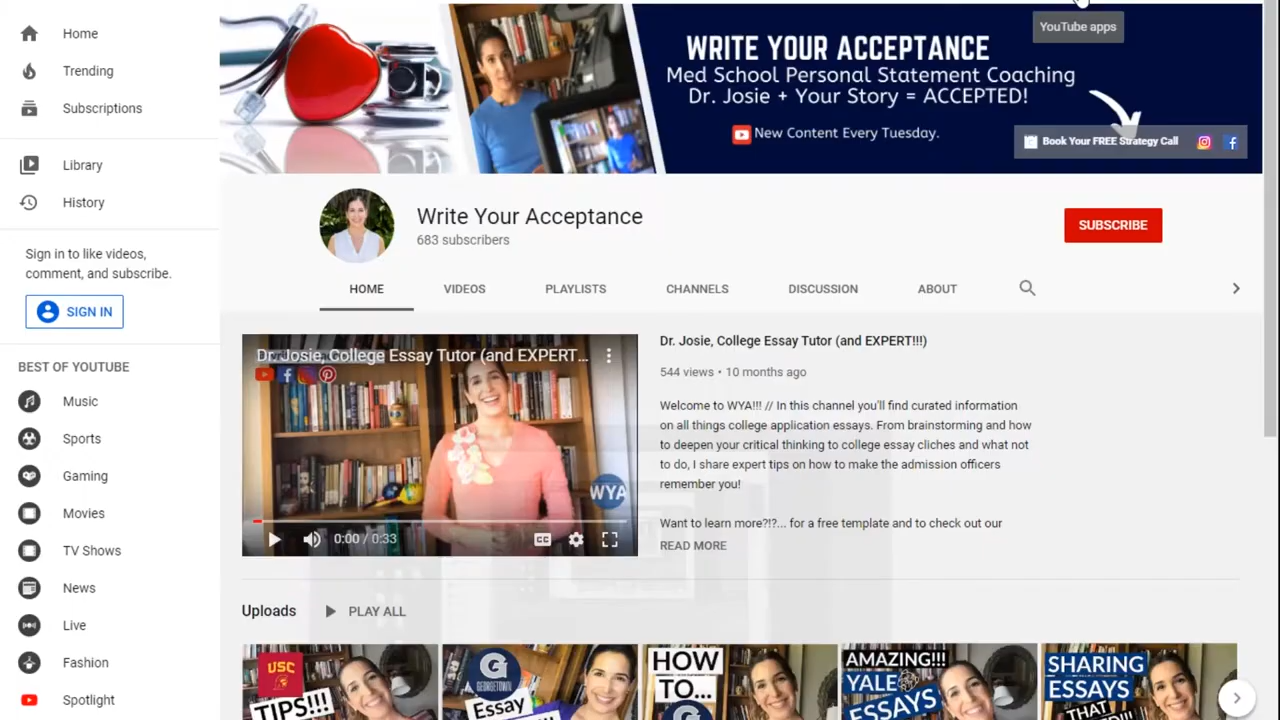 Home
Trending
Subscriptions
Library
History
Sign in to like videos,
comment, and subscribe.
SIGN IN
BEST OF YOUTUBE
Music
Sports
Gaming
Movies
TV Shows
News
Live
Fashion
Spotlight
YouTube apps
WRITE YOUR ACCEPTANCE
Med School Personal Statement Coaching
Dr. Josie + Your Story = ACCEPTED!
New Content Every Tuesday.
Book Your FREE Strategy Call
Write Your Acceptance
683 subscribers
SUBSCRIBE
HOME
VIDEOS
PLAYLISTS
CHANNELS
DISCUSSION
ABOUT
Dr. Josie, College Essay Tutor (and EXPERT...
WYA
0:00 / 0:33
Dr. Josie, College Essay Tutor (and EXPERT!!!)
544 views • 10 months ago
Welcome to WYA!!! // In this channel you'll find curated information
on all things college application essays. From brainstorming and how
to deepen your critical thinking to college essay cliches and what not
to do, I share expert tips on how to make the admission officers
remember you!
Want to learn more?!?... for a free template and to check out our
READ MORE
Uploads
PLAY ALL
USC
TIPS!!!
G
GEORGETOWN
Essay
HOW
TO...
G
AMAZING!!!
YALE
ESSAYS
SHARING
ESSAYS
THAT